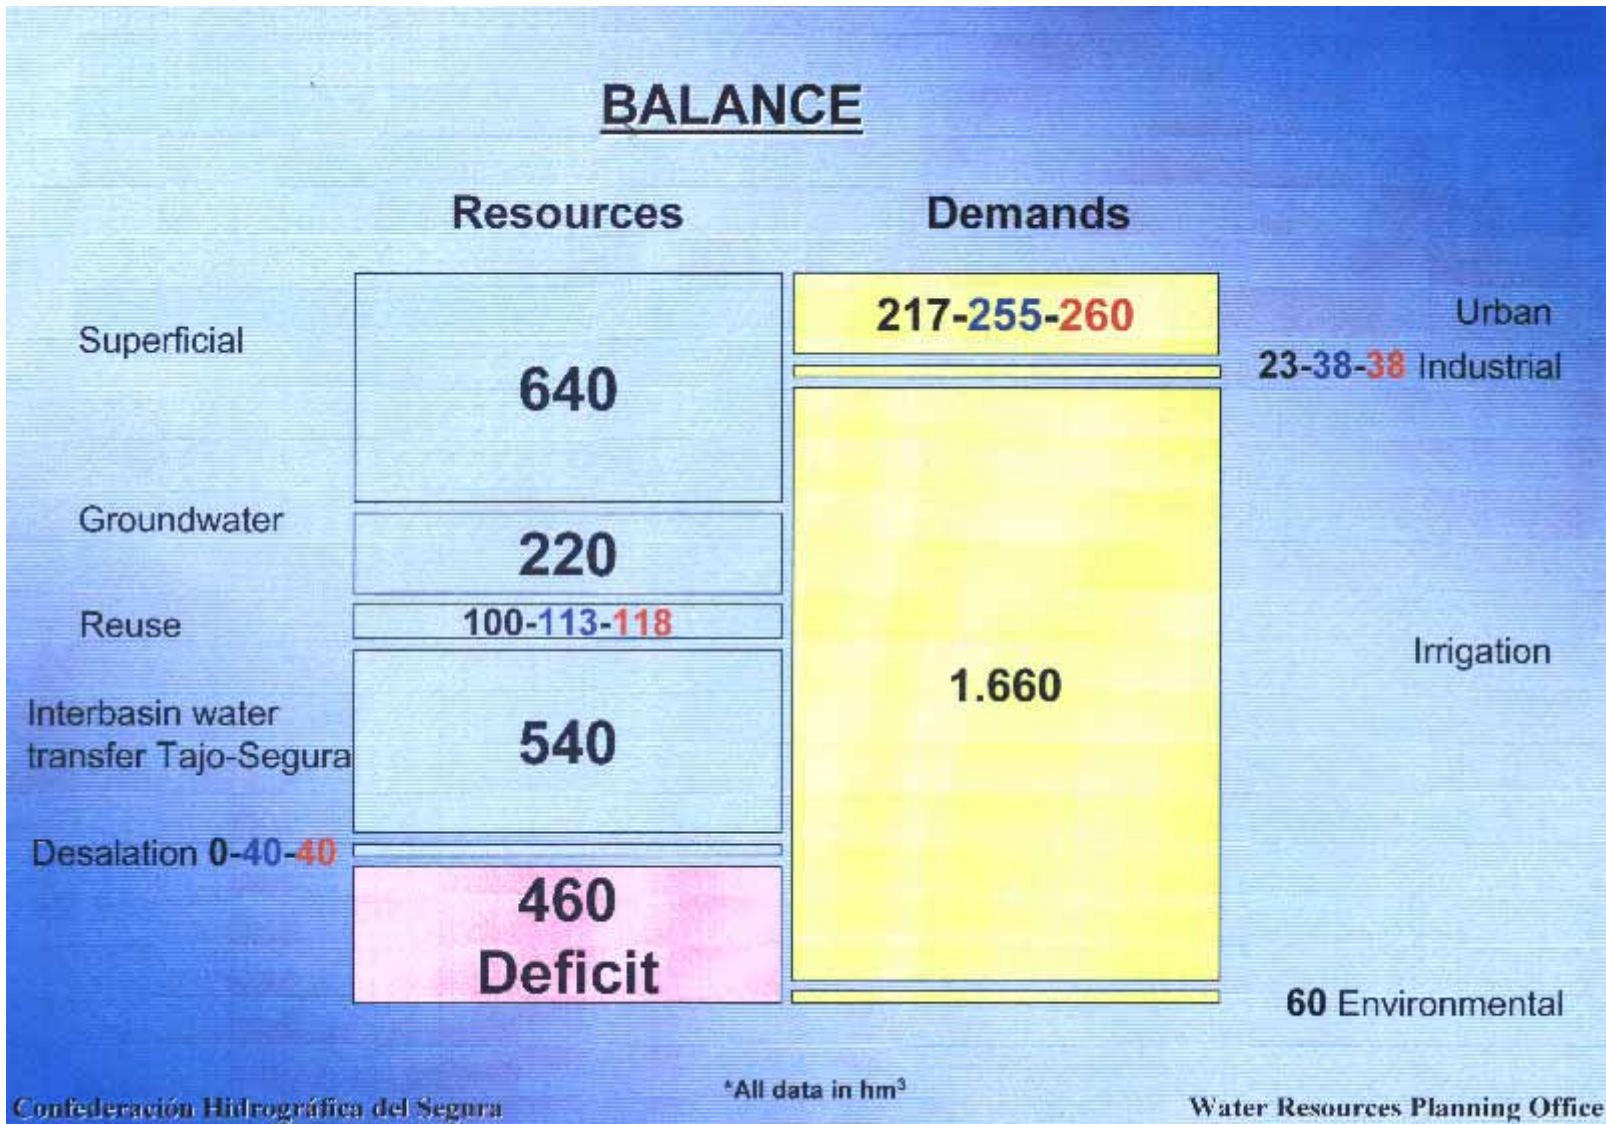 BALANCE
Resources
Demands
Superficial
640
Groundwater
220
Reuse
100-113-118
Interbasin water
transfer Tajo-Segura
540
Desalation 0-40-40
460
Deficit
217-255-260
Urban
23-38-38 Industrial
1.660
Irrigation
60 Environmental
*All data in hm³
Confederación Hidrográfica del Segura
Water Resources Planning Office